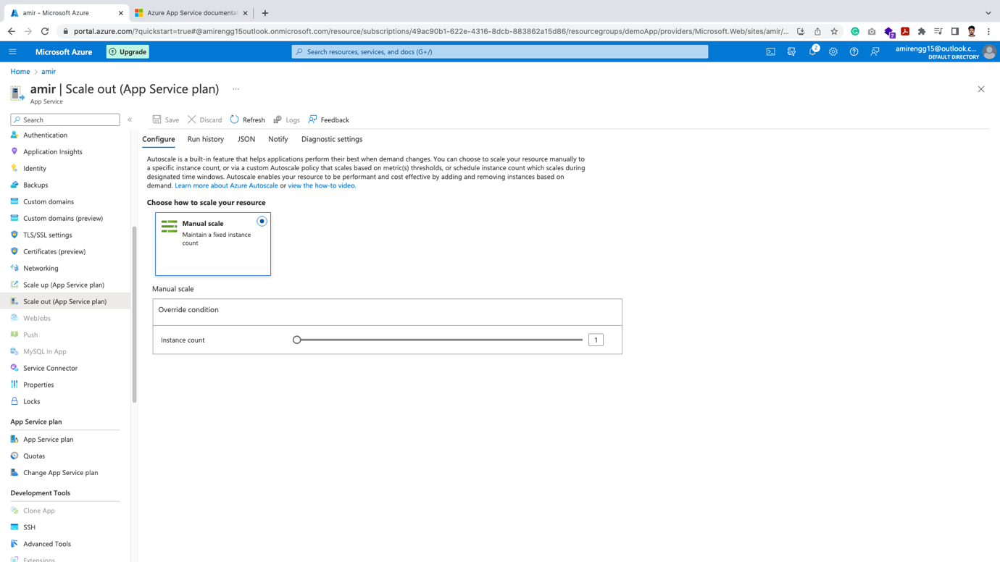 amir - Microsoft Azure
Azure App Service documentat
portal.azure.com/?quickstart=true#@amirengg15outlook.onmicrosoft.com/resource/subscriptions/49ac90b1-622e-4316-8dcb-883862a15d86/resourcegroups/demoApp/providers/Microsoft.Web/sites/amir/...
7
Microsoft Azure
Upgrade
Search resources, services, and docs (G+/)
2
amirengg15@outlook.c...
DEFAULT DIRECTORY
Home > amir
amir | Scale out (App Service plan) ...
App Service
Search
«
Save
Discard
Refresh
Logs
Feedback
Authentication
Application Insights
Identity
Backups
Custom domains
Custom domains (preview)
TLS/SSL settings
Certificates (preview)
Networking
Scale up (App Service plan)
Scale out (App Service plan)
WebJobs
Push
MySQL In App
Service Connector
Properties
Locks
App Service plan
App Service plan
Quotas
Change App Service plan
Development Tools
Clone App
SSH
Advanced Tools
Extensions
Configure
Run history
JSON
Notify
Diagnostic settings
Autoscale is a built-in feature that helps applications perform their best when demand changes. You can choose to scale your resource manually to
a specific instance count, or via a custom Autoscale policy that scales based on metric(s) thresholds, or schedule instance count which scales during
designated time windows. Autoscale enables your resource to be performant and cost effective by adding and removing instances based on
demand. Learn more about Azure Autoscale or view the how-to video.
Choose how to scale your resource
Manual scale
Maintain a fixed instance
count
Manual scale
Override condition
Instance count
1